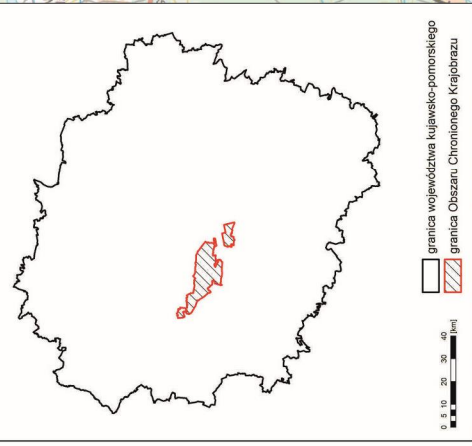 granica województwa kujawsko-pomorskiego
granica Obszaru Chronionego Krajobrazu
0 5 10 20 30 40
[km]